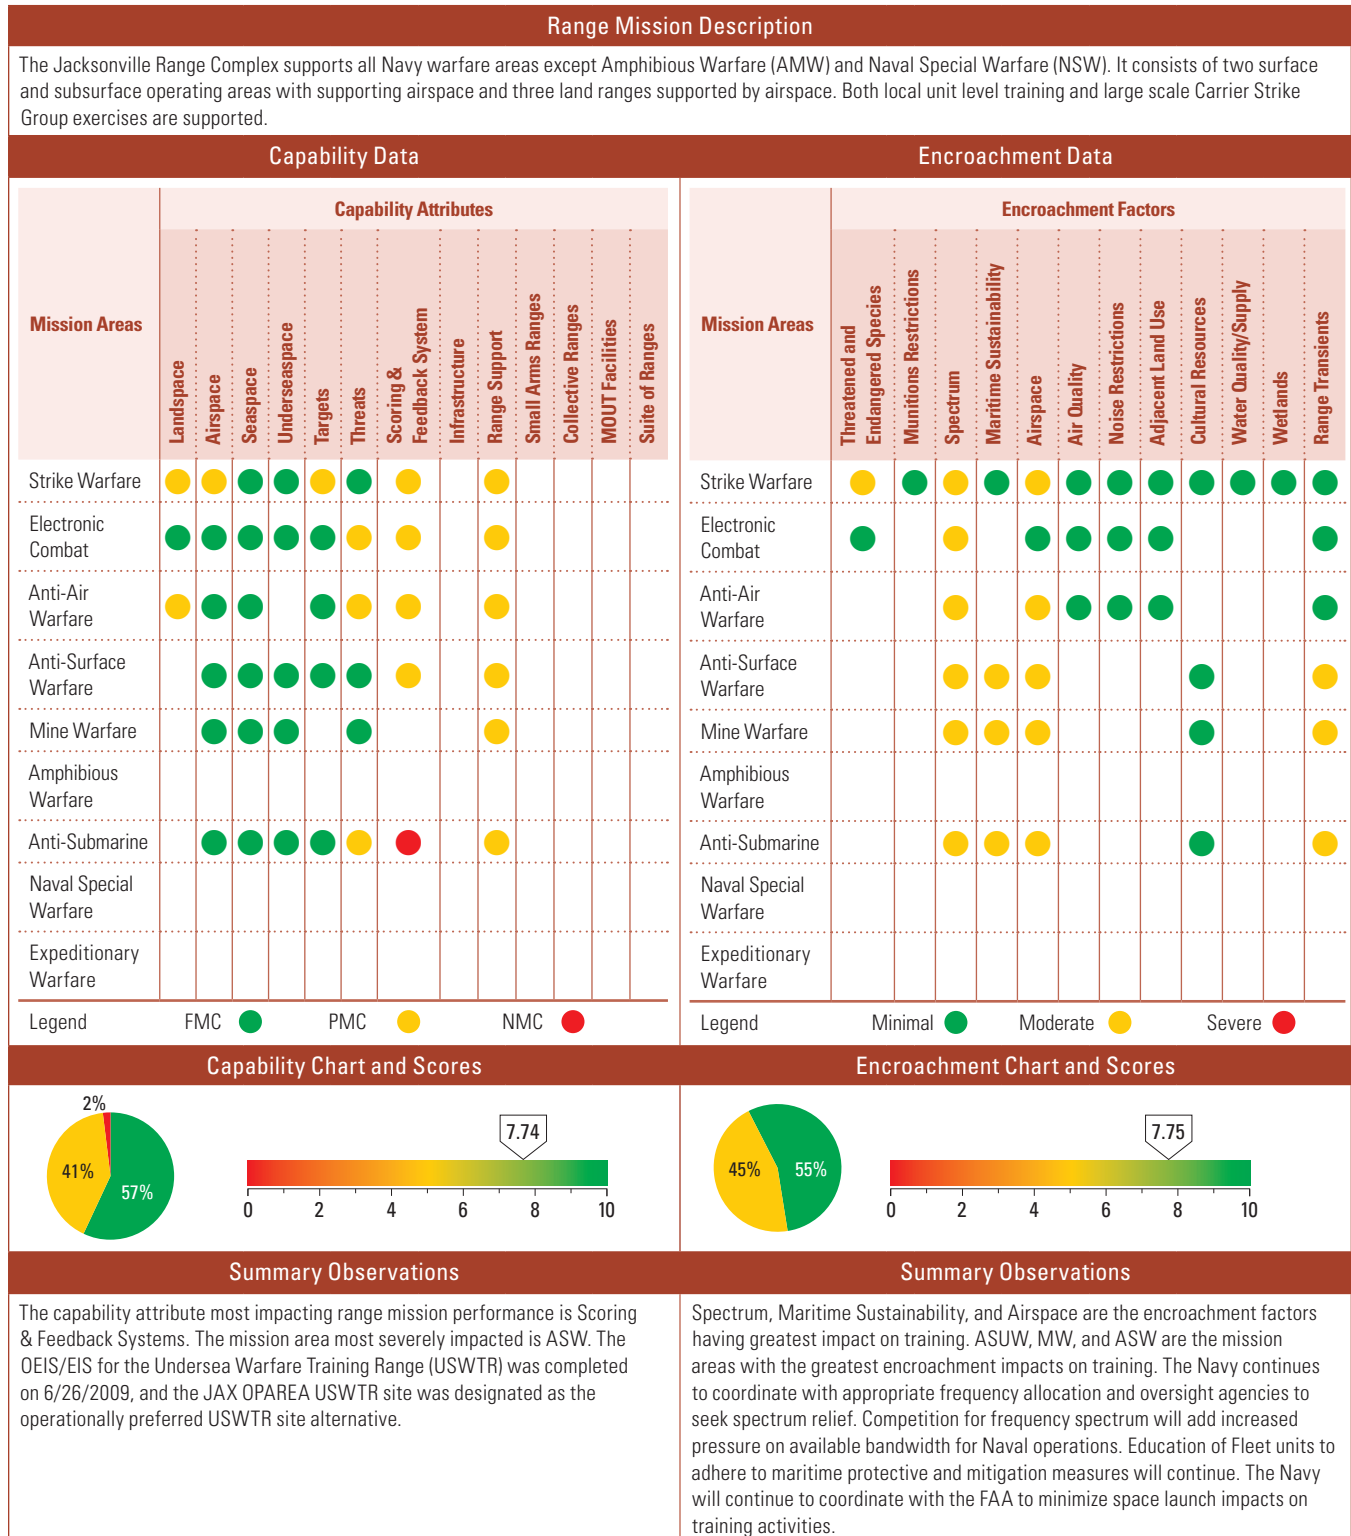 Range Mission Description
The Jacksonville Range Complex supports all Navy warfare areas except Amphibious Warfare (AMW) and Naval Special Warfare (NSW). It consists of two surface
and subsurface operating areas with supporting airspace and three land ranges supported by airspace. Both local unit level training and large scale Carrier Strike
Group exercises are supported.
Capability Data
Mission Areas
Capability Attributes
Landspace
Airspace
Seaspace
Underseaspace
Targets
Threats
Scoring &
Feedback System
Infrastructure
Range Support
Small Arms Ranges
Collective Ranges
MOUT Facilities
Suite of Ranges
Strike Warfare
Electronic
Combat
Anti-Air
Warfare
Anti-Surface
Warfare
Mine Warfare
Amphibious
Warfare
Anti-Submarine
Naval Special
Warfare
Expeditionary
Warfare
Legend
FMC
PMC
NMC
Encroachment Data
Mission Areas
Encroachment Factors
Threatened and
Endangered Species
Munitions Restrictions
Spectrum
Maritime Sustainability
Airspace
Air Quality
Noise Restrictions
Adjacent Land Use
Cultural Resources
Water Quality/Supply
Wetlands
Range Transients
Strike Warfare
Electronic
Combat
Anti-Air
Warfare
Anti-Surface
Warfare
Mine Warfare
Amphibious
Warfare
Anti-Submarine
Naval Special
Warfare
Expeditionary
Warfare
Legend
Minimal
Moderate
Severe
Capability Chart and Scores
2%
41%
57%
7.74
0 2 4 6 8 10
Encroachment Chart and Scores
45%
55%
7.75
0 2 4 6 8 10
Summary Observations
The capability attribute most impacting range mission performance is Scoring
& Feedback Systems. The mission area most severely impacted is ASW. The
OEIS/EIS for the Undersea Warfare Training Range (USWTR) was completed
on 6/26/2009, and the JAX OPAREA USWTR site was designated as the
operationally preferred USWTR site alternative.
Summary Observations
Spectrum, Maritime Sustainability, and Airspace are the encroachment factors
having greatest impact on training. ASUW, MW, and ASW are the mission
areas with the greatest encroachment impacts on training. The Navy continues
to coordinate with appropriate frequency allocation and oversight agencies to
seek spectrum relief. Competition for frequency spectrum will add increased
pressure on available bandwidth for Naval operations. Education of Fleet units to
adhere to maritime protective and mitigation measures will continue. The Navy
will continue to coordinate with the FAA to minimize space launch impacts on
training activities.